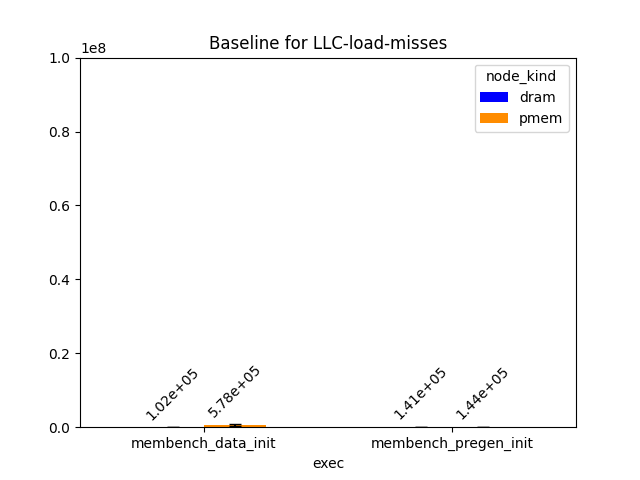 Baseline for LLC-load-misses
1e8
1.0
0.8
0.6
0.4
0.2
0.0
node_kind
dram
pmem
1.02e+05
5.78e+05
1.41e+05
1.44e+05
membench_data_init
membench_pregen_init
exec